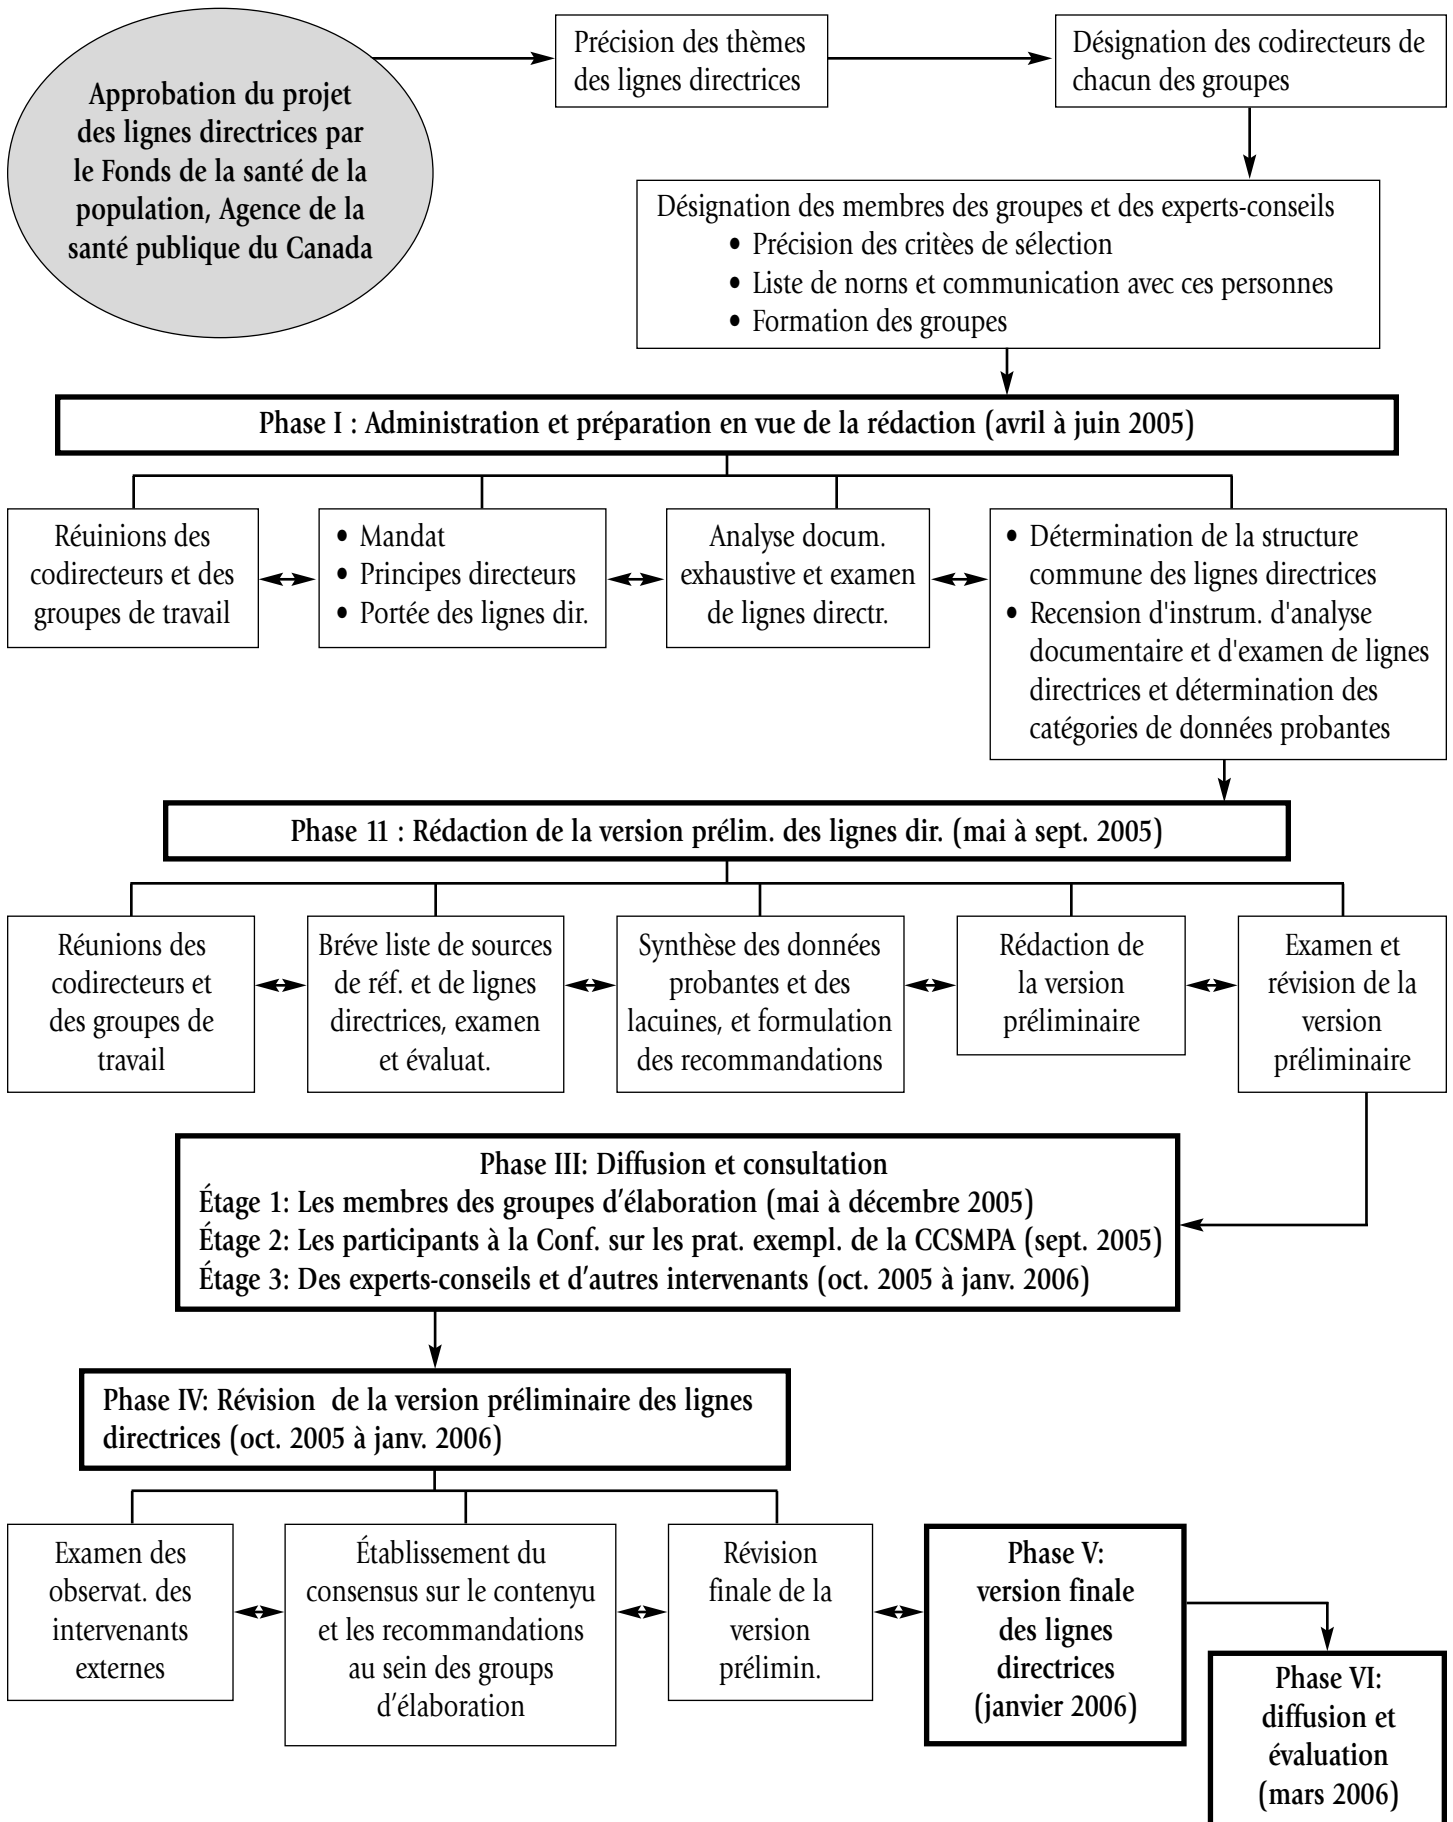 Approbation du projet
des lignes directrices par
le Fonds de la santé de la
population, Agence de la
santé publique du Canada
Précision des thèmes
des lignes directrices
Désignation des codirecteurs de
chacun des groupes
Désignation des membres des groupes et des experts-conseils
• Précision des critèes de sélection
• Liste de norns et communication avec ces personnes
• Formation des groupes
Phase I : Administration et préparation en vue de la rédaction (avril à juin 2005)
Réuinions des
codirecteurs et des
groupes de travail
• Mandat
• Principes directeurs
• Portée des lignes dir.
Analyse docum.
exhaustive et examen
de lignes directr.
• Détermination de la structure
commune des lignes directrices
• Recension d'instrum. d'analyse
documentaire et d'examen de lignes
directrices et détermination des
catégories de données probantes
Phase 11 : Rédaction de la version prélim. des lignes dir. (mai à sept. 2005)
Réunions des
codirecteurs et
des groupes de
travail
Bréve liste de sources
de réf. et de lignes
directrices, examen
et évaluat.
Synthèse des données
probantes et des
lacuines, et formulation
des recommandations
Rédaction de
la version
préliminaire
Examen et
révision de la
version
préliminaire
Phase III: Diffusion et consultation
Étage 1: Les membres des groupes d’élaboration (mai à décembre 2005)
Étage 2: Les participants à la Conf. sur les prat. exempl. de la CCSMPA (sept. 2005)
Étage 3: Des experts-conseils et d’autres intervenants (oct. 2005 à janv. 2006)
Phase IV: Révision de la version préliminaire des lignes
directrices (oct. 2005 à janv. 2006)
Examen des
observat. des
intervenants
externes
Établissement du
consensus sur le contenyu
et les recommandations
au sein des groups
d’élaboration
Révision
finale de la
version
prélimin.
Phase V:
version finale
des lignes
directrices
(janvier 2006)
Phase VI:
diffusion et
évaluation
(mars 2006)